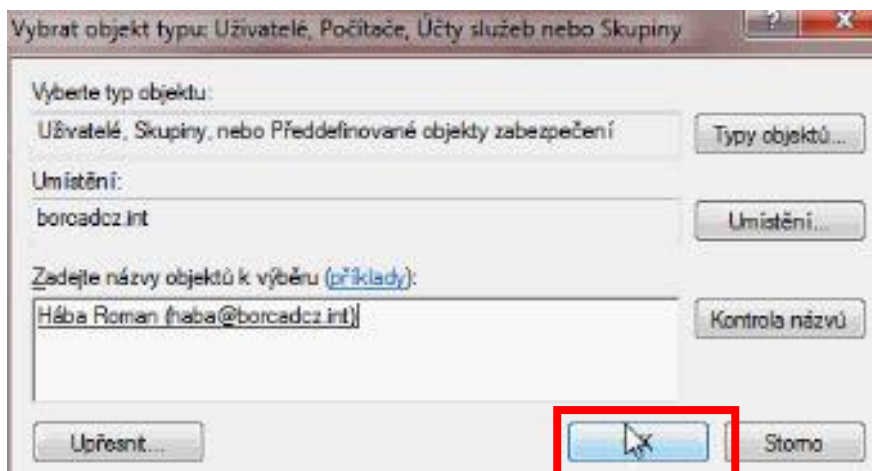 Vybrat objekt typu: Uživatelé, Počítače, Účty služeb nebo Skupiny
Vyberte typ objektu:
Uživatelé, Skupiny, nebo Předdefinované objekty zabezpečení
Typy objektů...
Umístění:
borcadcz.int
Umístění...
Zadejte názvy objektů k výběru (příklady):
Hába Roman (haba@borcadcz.int)
Kontrola názvů
Upřesnit...
Storno